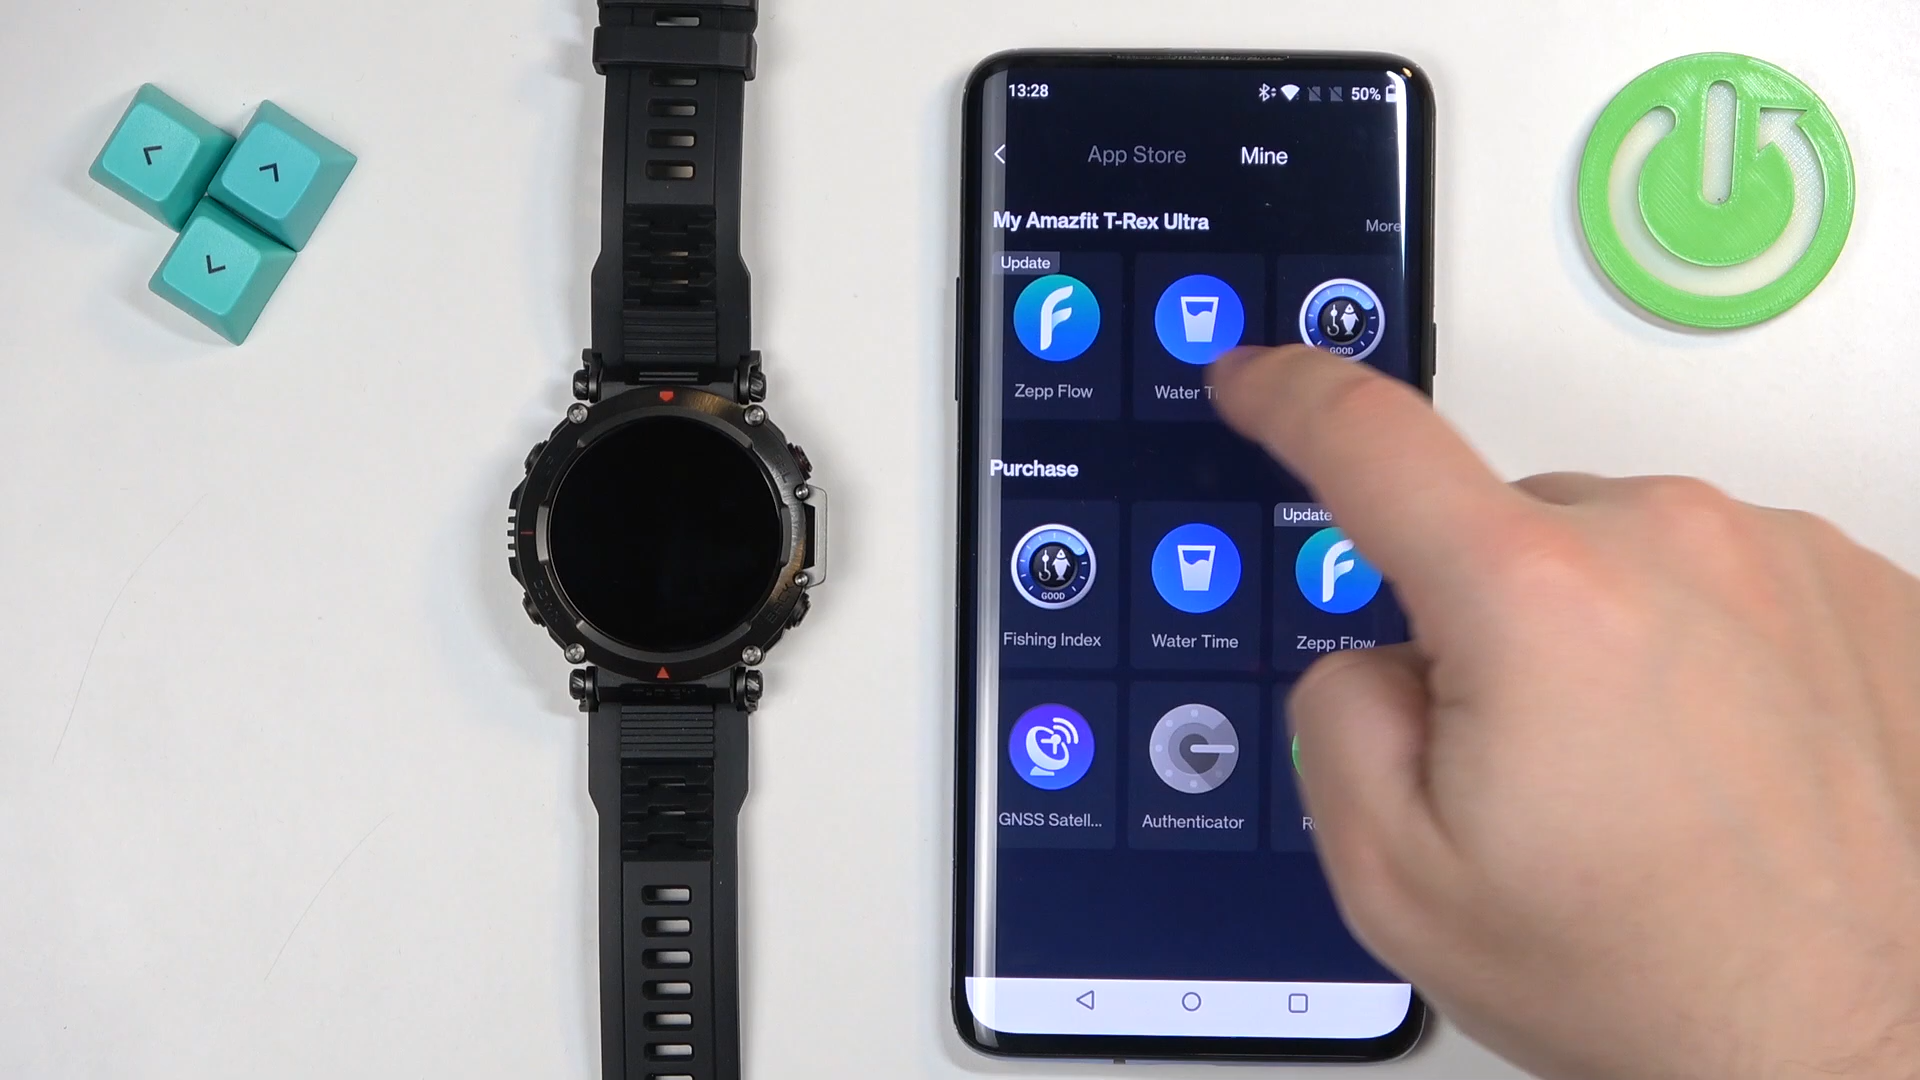 13:28
50%
App Store
Mine
My Amazfit T-Rex Ultra
More
Update
Zepp Flow
Water
GOOD
Purchase
Update
GOOD
Fishing Index
Water Time
Zepp Flow
GNSS Satell...
Authenticator